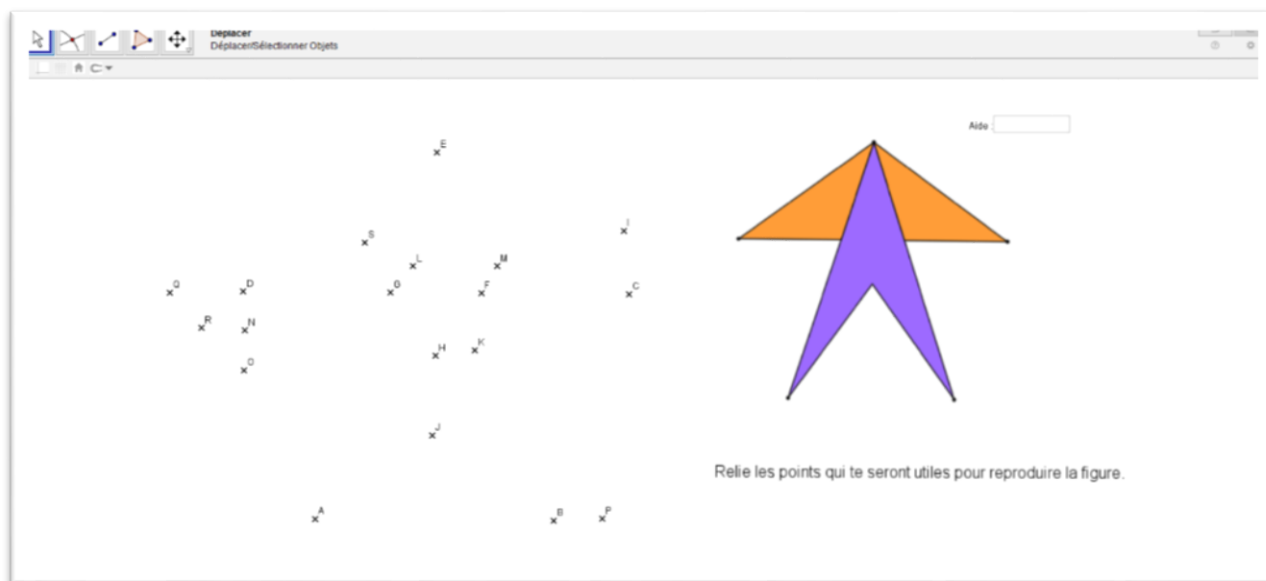 Déplacer
Déplacer/Sélectionner Objets
Aide :
E
S
I
L
M
Q
D
G
F
C
R
N
O
H
K
J
A
B
P
Relie les points qui te seront utiles pour reproduire la figure.